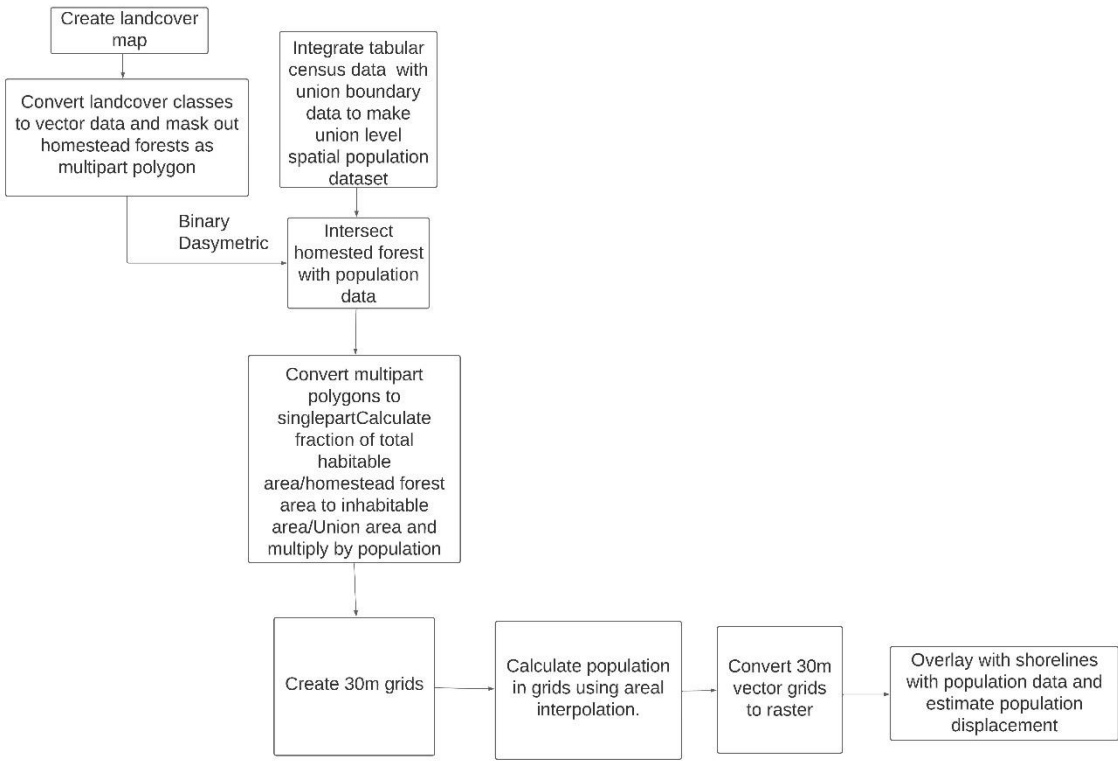 Create landcover
map
Convert landcover classes
to vector data and mask out
homestead forests as
multipart polygon
Integrate tabular
census data with
union boundary
data to make
union level
spatial population
dataset
Binary
Dasymetric
Intersect
homested forest
with population
data
Convert multipart
polygons to
singlepartCalculate
fraction of total
habitable
area/homestead forest
area to inhabitable
area/Union area and
multiply by population
Create 30m grids
Calculate population
in grids using areal
interpolation.
Convert 30m
vector grids
to raster
Overlay with shorelines
with population data and
estimate population
displacement